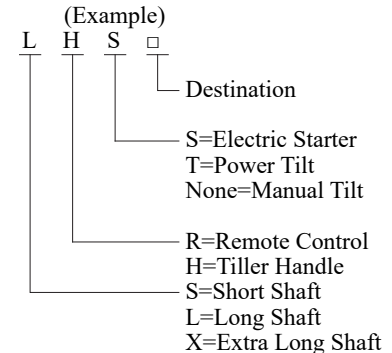 (Example)
L H S □
Destination
S=Electric Starter
T=Power Tilt
None=Manual Tilt
R=Remote Control
H=Tiller Handle
S=Short Shaft
L=Long Shaft
X=Extra Long Shaft